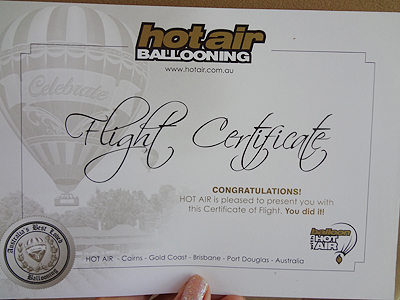 hot air
BALLOONING
www.hotair.com.au
Celebrate
Flight Certificate
CONGRATULATIONS!
HOT AIR is pleased to present you with
this Certificate of Flight. You did it!
Australia's Best Loved
Ballooning
balloon
HOT
AIR
HOT AIR - Cairns - Gold Coast - Brisbane - Port Douglas - Australia